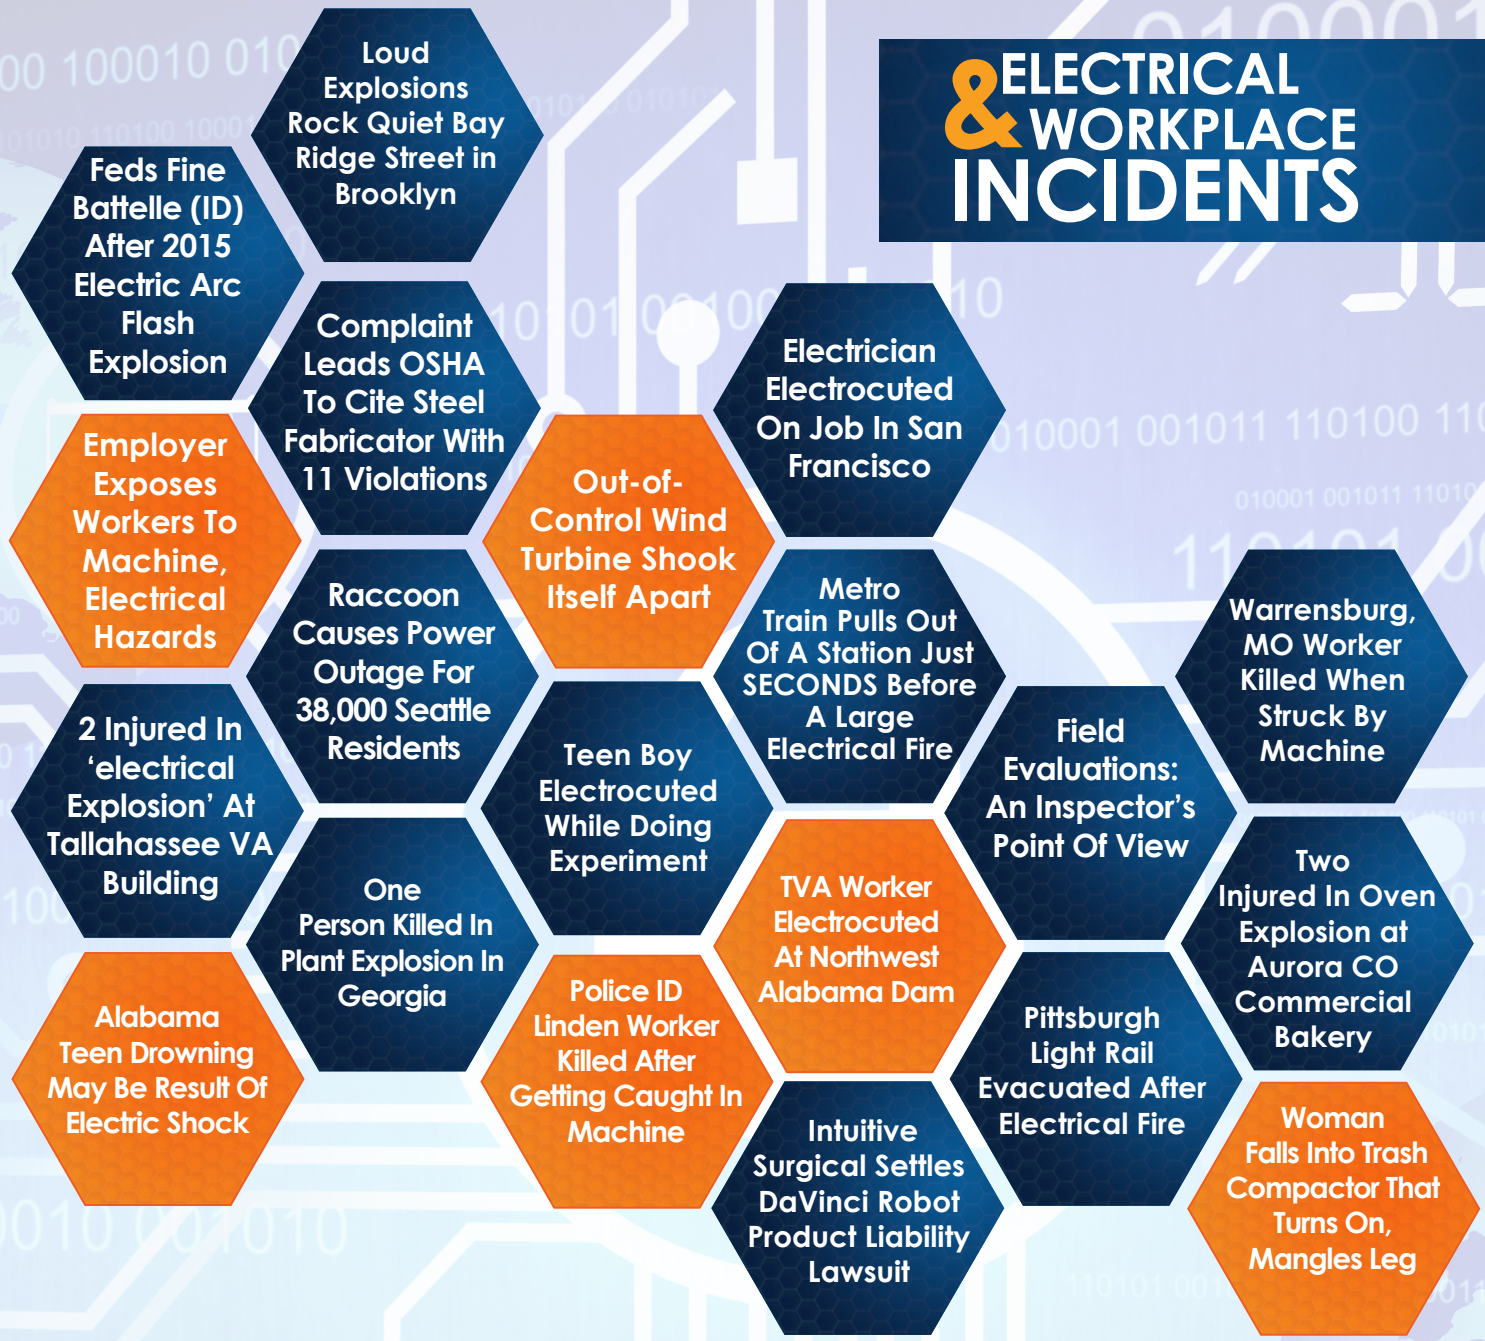 ELECTRICAL
& WORKPLACE
INCIDENTS
Loud
Explosions
Rock Quiet Bay
Ridge Street in
Brooklyn
Feds Fine
Battelle (ID)
After 2015
Electric Arc
Flash
Explosion
Complaint
Leads OSHA
To Cite Steel
Fabricator With
11 Violations
Electrician
Electrocuted
On Job In San
Francisco
Employer
Exposes
Workers To
Machine,
Electrical
Hazards
Out-of-
Control Wind
Turbine Shook
Itself Apart
Raccoon
Causes Power
Outage For
38,000 Seattle
Residents
Metro
Train Pulls Out
Of A Station Just
SECONDS Before
A Large
Electrical Fire
Warrensburg,
MO Worker
Killed When
Struck By
Machine
2 Injured In
‘electrical
Explosion’ At
Tallahassee VA
Building
Teen Boy
Electrocuted
While Doing
Experiment
Field
Evaluations:
An Inspector’s
Point Of View
One
Person Killed In
Plant Explosion In
Georgia
TVA Worker
Electrocuted
At Northwest
Alabama Dam
Two
Injured In Oven
Explosion at
Aurora CO
Commercial
Bakery
Alabama
Teen Drowning
May Be Result Of
Electric Shock
Police ID
Linden Worker
Killed After
Getting Caught In
Machine
Pittsburgh
Light Rail
Evacuated After
Electrical Fire
Intuitive
Surgical Settles
DaVinci Robot
Product Liability
Lawsuit
Woman
Falls Into Trash
Compactor That
Turns On,
Mangles Leg